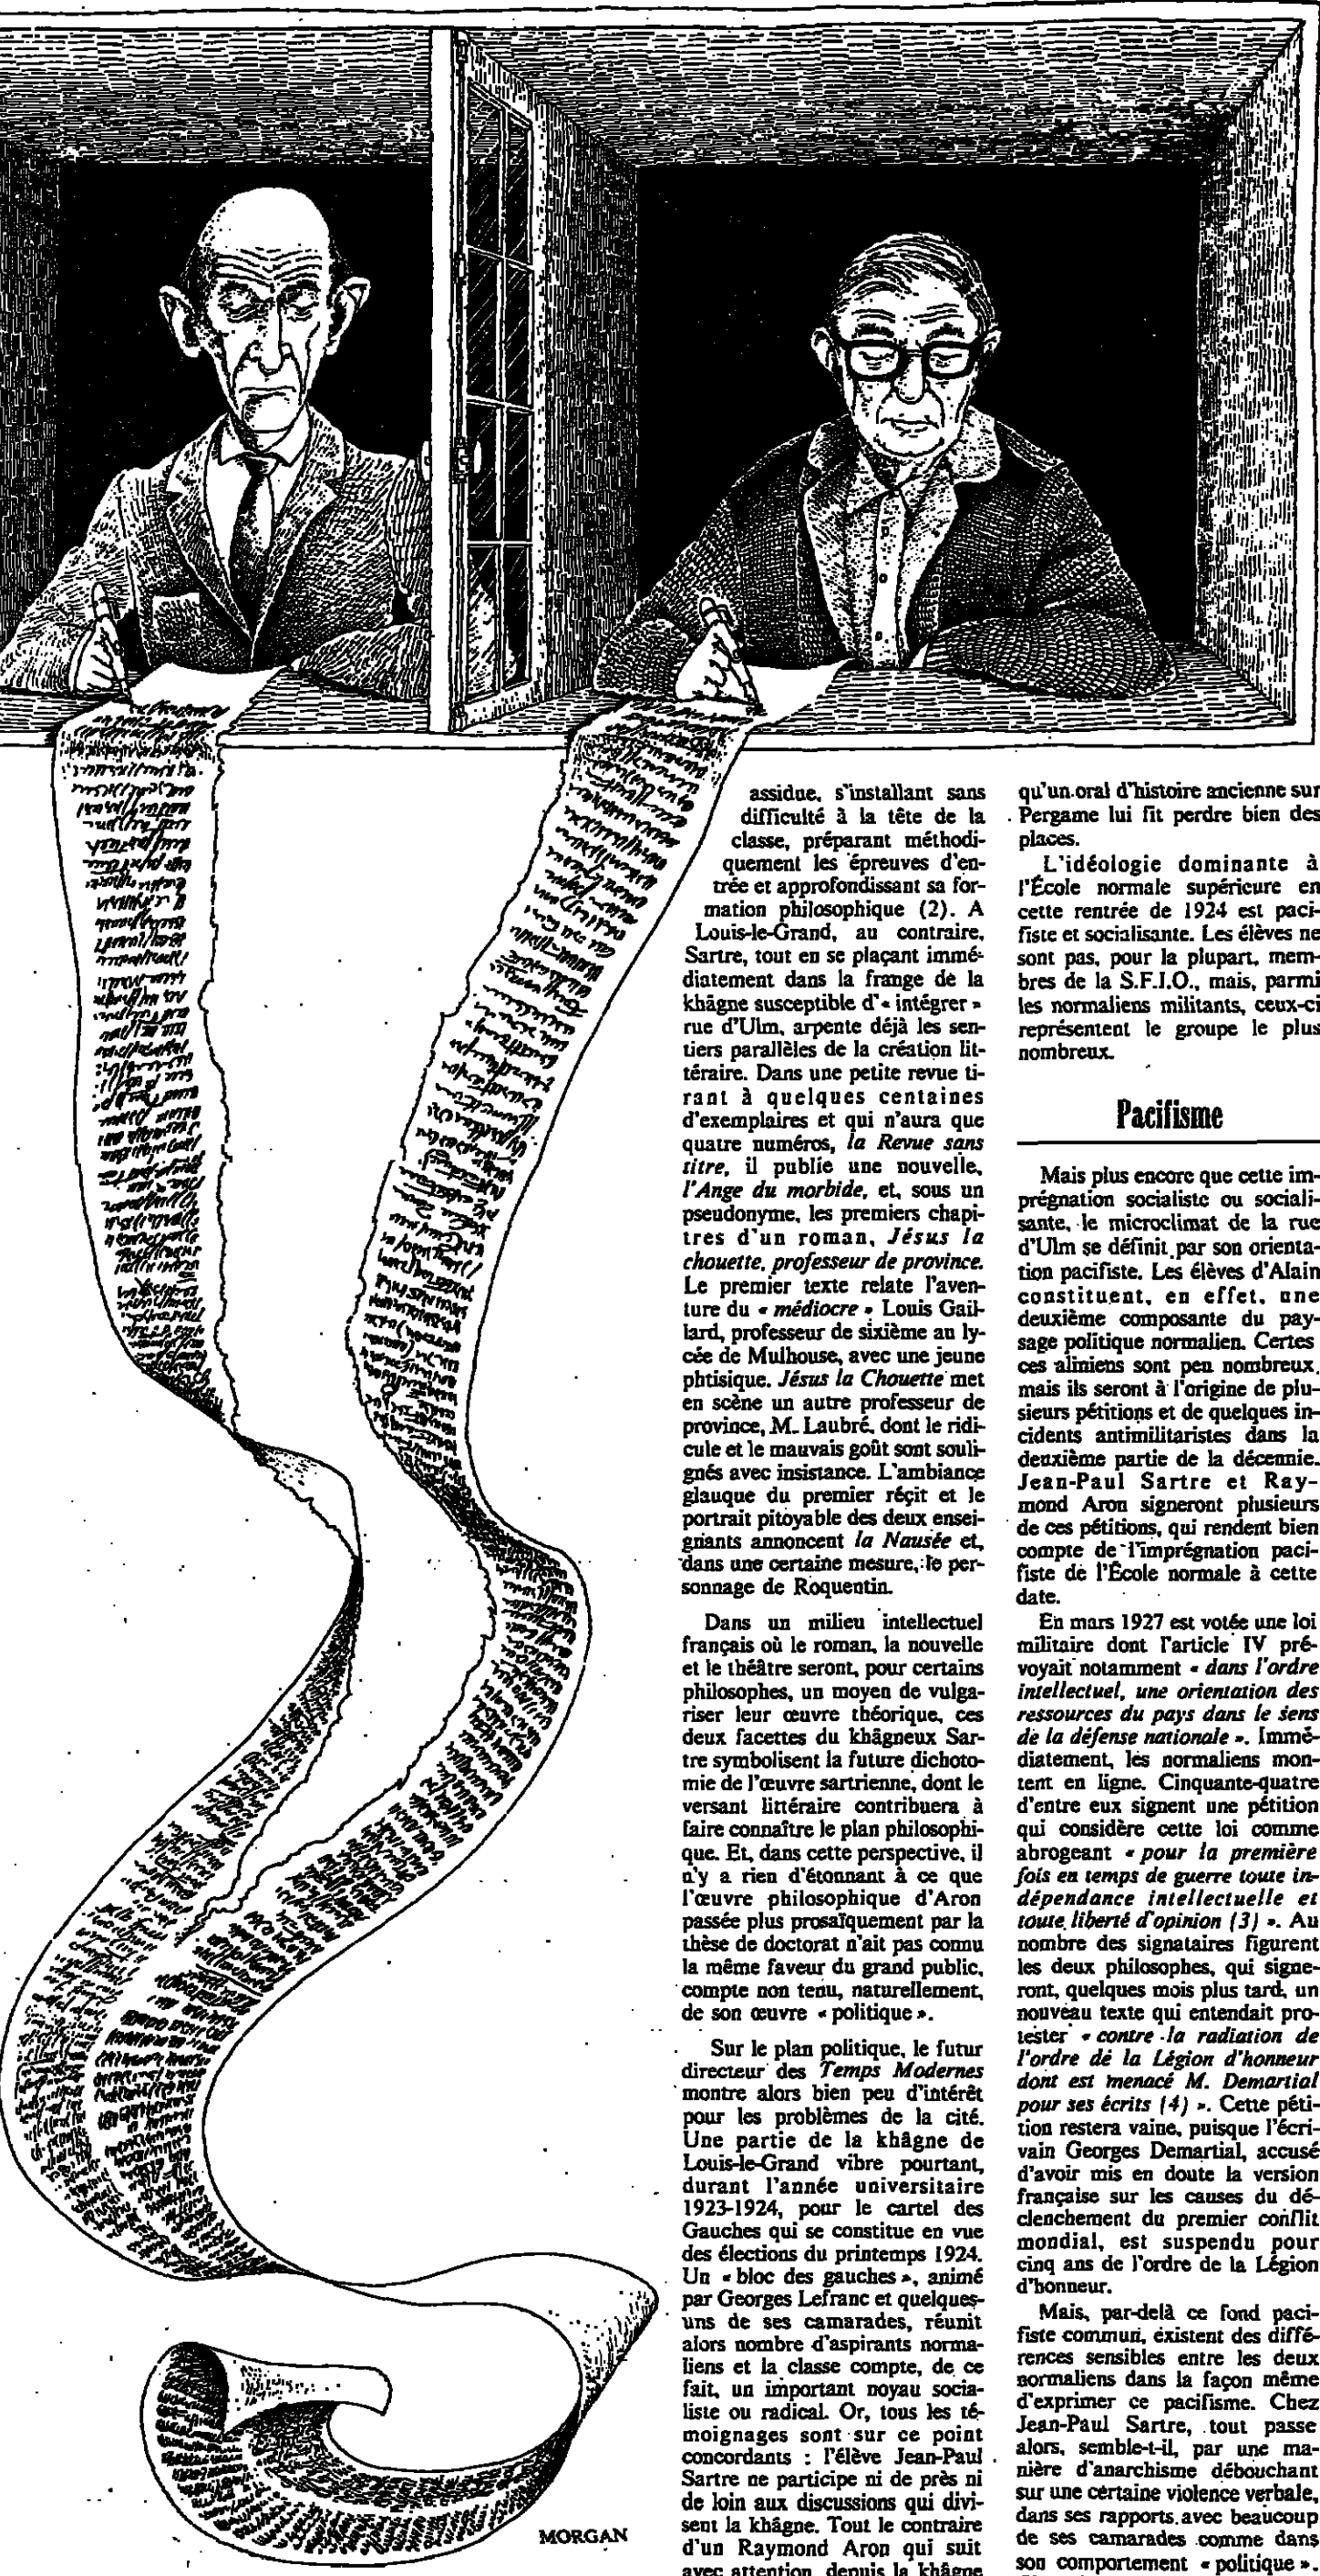 assidue, s'installant sans
difficulté à la tête de la
classe, préparant méthodi-
quement les épreuves d'en-
trée et approfondissant sa for-
mation philosophique (2). A
Louis-le-Grand, au contraire,
Sartre, tout en se plaçant immé-
diatement dans la frange de la
khâgne susceptible d'« intégrer »
rue d'Ulm, arpente déjà les sen-
tiers parallèles de la création lit-
téraire. Dans une petite revue ti-
rant à quelques centaines
d'exemplaires et qui n'aura que
quatre numéros, la Revue sans
titre, il publie une nouvelle,
l'Ange du morbide, et, sous un
pseudonyme, les premiers chapi-
tres d'un roman, Jésus la
chouette, professeur de province.
Le premier texte relate l'aven-
ture du « médiocre » Louis Gail-
lard, professeur de sixième au ly-
cée de Mulhouse, avec une jeune
phtisique. Jésus la Chouette met
en scène un autre professeur de
province, M. Laubré, dont le ridi-
cule et le mauvais goût sont souli-
gnés avec insistance. L'ambiance
glauque du premier récit et le
portrait pitoyable des deux ensei-
gnants annoncent la Nausée et,
dans une certaine mesure, le per-
sonnage de Roquentin.
Dans un milieu intellectuel
français où le roman, la nouvelle
et le théâtre seront, pour certains
philosophes, un moyen de vulga-
riser leur œuvre théorique, ces
deux facettes du khâgneux Sar-
tre symbolisent la future dichoto-
mie de l'œuvre sartrienne, dont le
versant littéraire contribuera à
faire connaître le plan philosophi-
que. Et, dans cette perspective, il
n'y a rien d'étonnant à ce que
l'œuvre philosophique d'Aron
passée plus prosaïquement par la
thèse de doctorat n'ait pas connu
la même faveur du grand public,
compte non tenu, naturellement,
de son œuvre « politique ».
Sur le plan politique, le futur
directeur des Temps Modernes
montre alors bien peu d'intérêt
pour les problèmes de la cité.
Une partie de la khâgne de
Louis-le-Grand vibre pourtant,
durant l'année universitaire
1923-1924, pour le cartel des
Gauches qui se constitue en vue
des élections du printemps 1924.
Un « bloc des gauches », animé
par Georges Lefranc et quelques-
uns de ses camarades, réunit
alors nombre d'aspirants norma-
liens et la classe compte, de ce
fait, un important noyau socia-
liste ou radical. Or, tous les té-
moignages sont sur ce point
concordants : l'élève Jean-Paul
Sartre ne participe ni de près ni
de loin aux discussions qui divi-
sent la khâgne. Tout le contraire
d'un Raymond Aron qui suit
avec attention, depuis la khâgne
qu'un oral d'histoire ancienne sur
Pergame lui fit perdre bien des
places.
L'idéologie dominante à
l'École normale supérieure en
cette rentrée de 1924 est paci-
fiste et socialisante. Les élèves ne
sont pas, pour la plupart, mem-
bres de la S.F.I.O., mais, parmi
les normaliens militants, ceux-ci
représentent le groupe le plus
nombreux.
Pacifisme
Mais plus encore que cette im-
prégnation socialiste ou sociali-
sante, le microclimat de la rue
d'Ulm se définit par son orienta-
tion pacifiste. Les élèves d'Alain
constituent, en effet, une
deuxième composante du pay-
sage politique normalien. Certes
ces aliniens sont peu nombreux,
mais ils seront à l'origine de plu-
sieurs pétitions et de quelques in-
cidents antimilitaristes dans la
deuxième partie de la décennie.
Jean-Paul Sartre et Ray-
mond Aron signeront plusieurs
de ces pétitions, qui rendent bien
compte de l'imprégnation paci-
fiste de l'École normale à cette
date.
En mars 1927 est votée une loi
militaire dont l'article IV pré-
voyait notamment « dans l'ordre
intellectuel, une orientation des
ressources du pays dans le sens
de la défense nationale ». Immé-
diatement, les normaliens mon-
tent en ligne. Cinquante-quatre
d'entre eux signent une pétition
qui considère cette loi comme
abrogeant « pour la première
fois en temps de guerre toute in-
dépendance intellectuelle et
toute liberté d'opinion (3) ». Au
nombre des signataires figurent
les deux philosophes, qui signe-
ront, quelques mois plus tard, un
nouveau texte qui entendait pro-
tester « contre la radiation de
l'ordre de la Légion d'honneur
dont est menacé M. Demartial
pour ses écrits (4) ». Cette péti-
tion restera vaine, puisque l'écri-
vain Georges Demartial, accusé
d'avoir mis en doute la version
française sur les causes du dé-
clenchement du premier conflit
mondial, est suspendu pour
cinq ans de l'ordre de la Légion
d'honneur.
Mais, par-delà ce fond paci-
fiste commun, existent des diffé-
rences sensibles entre les deux
normaliens dans la façon même
d'exprimer ce pacifisme. Chez
Jean-Paul Sartre, tout passe
alors, semble-t-il, par une ma-
nière d'anarchisme débouchant
sur une certaine violence verbale,
dans ses rapports avec beaucoup
de ses camarades comme dans
son comportement « politique ».
MORGAN